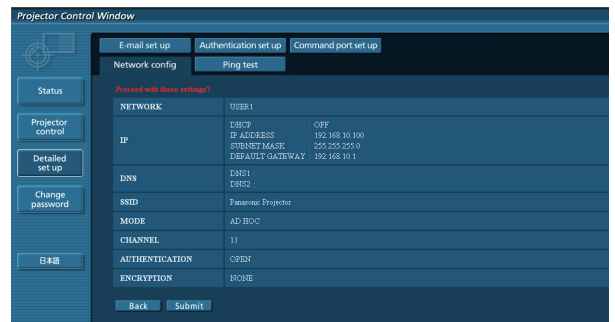 Projector Control Window
E-mail set up
Authentication set up
Command port set up
Network config
Ping test
Status
Projector control
Detailed set up
Change password
日本語
Proceed with these settings?
NETWORK USER1
IP
DHCP : OFF
IP ADDRESS : 192.168.10.100
SUBNET MASK : 255.255.255.0
DEFAULT GATEWAY : 192.168.10.1
DNS
DNS1 :
DNS2 :
SSID Panasonic Projector
MODE AD HOC
CHANNEL 11
AUTHENTICATION OPEN
ENCRYPTION NONE
Back Submit